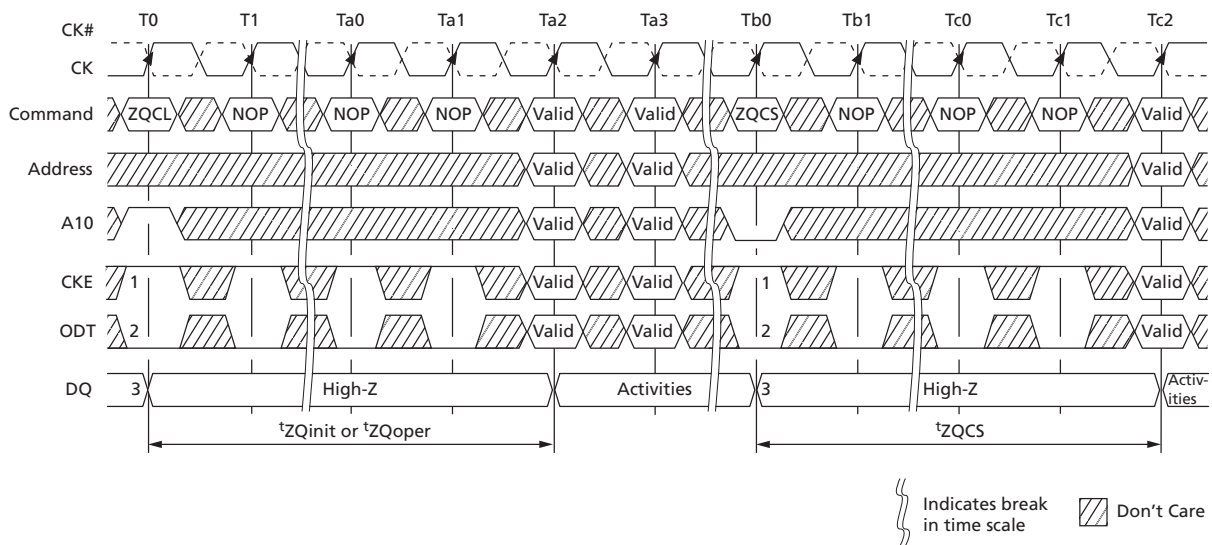 T0 T1 Ta0 Ta1 Ta2 Ta3 Tb0 Tb1 Tc0 Tc1 Tc2
CK#
CK
Command ZQCL NOP NOP NOP Valid Valid ZQCS NOP NOP NOP Valid
Address Valid Valid Valid
A10 Valid Valid Valid
CKE 1 Valid Valid 1 Valid
ODT 2 Valid Valid 2 Valid
DQ 3 High-Z Activities 3 High-Z Activ-
ities
tZQinit or tZQoper tZQCS
Indicates break
in time scale
Don't Care